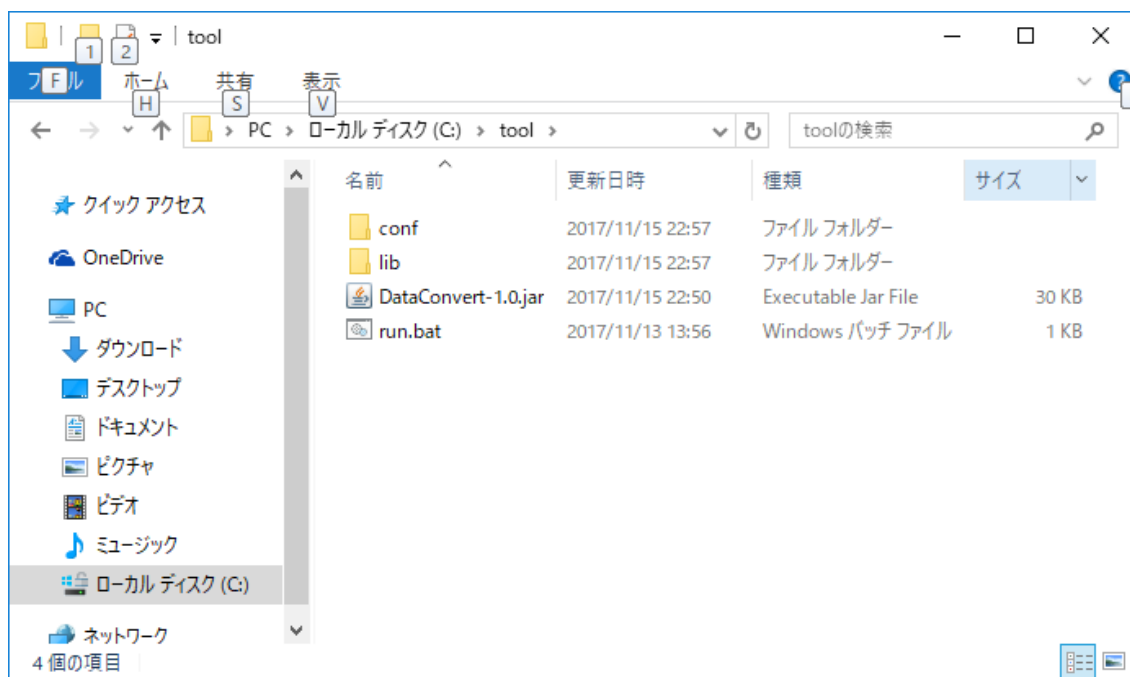 1 2 tool
フ F ル ホーム 共有 表示
H S V
PC ローカル ディスク (C:) tool toolの検索
名前 更新日時 種類 サイズ
クイック アクセス
OneDrive
PC
ダウンロード
デスクトップ
ドキュメント
ピクチャ
ビデオ
ミュージック
ローカル ディスク (C:)
ネットワーク
conf 2017/11/15 22:57 ファイル フォルダー
lib 2017/11/15 22:57 ファイル フォルダー
DataConvert-1.0.jar 2017/11/15 22:50 Executable Jar File 30 KB
run.bat 2017/11/13 13:56 Windows バッチ ファイル 1 KB
4 個の項目